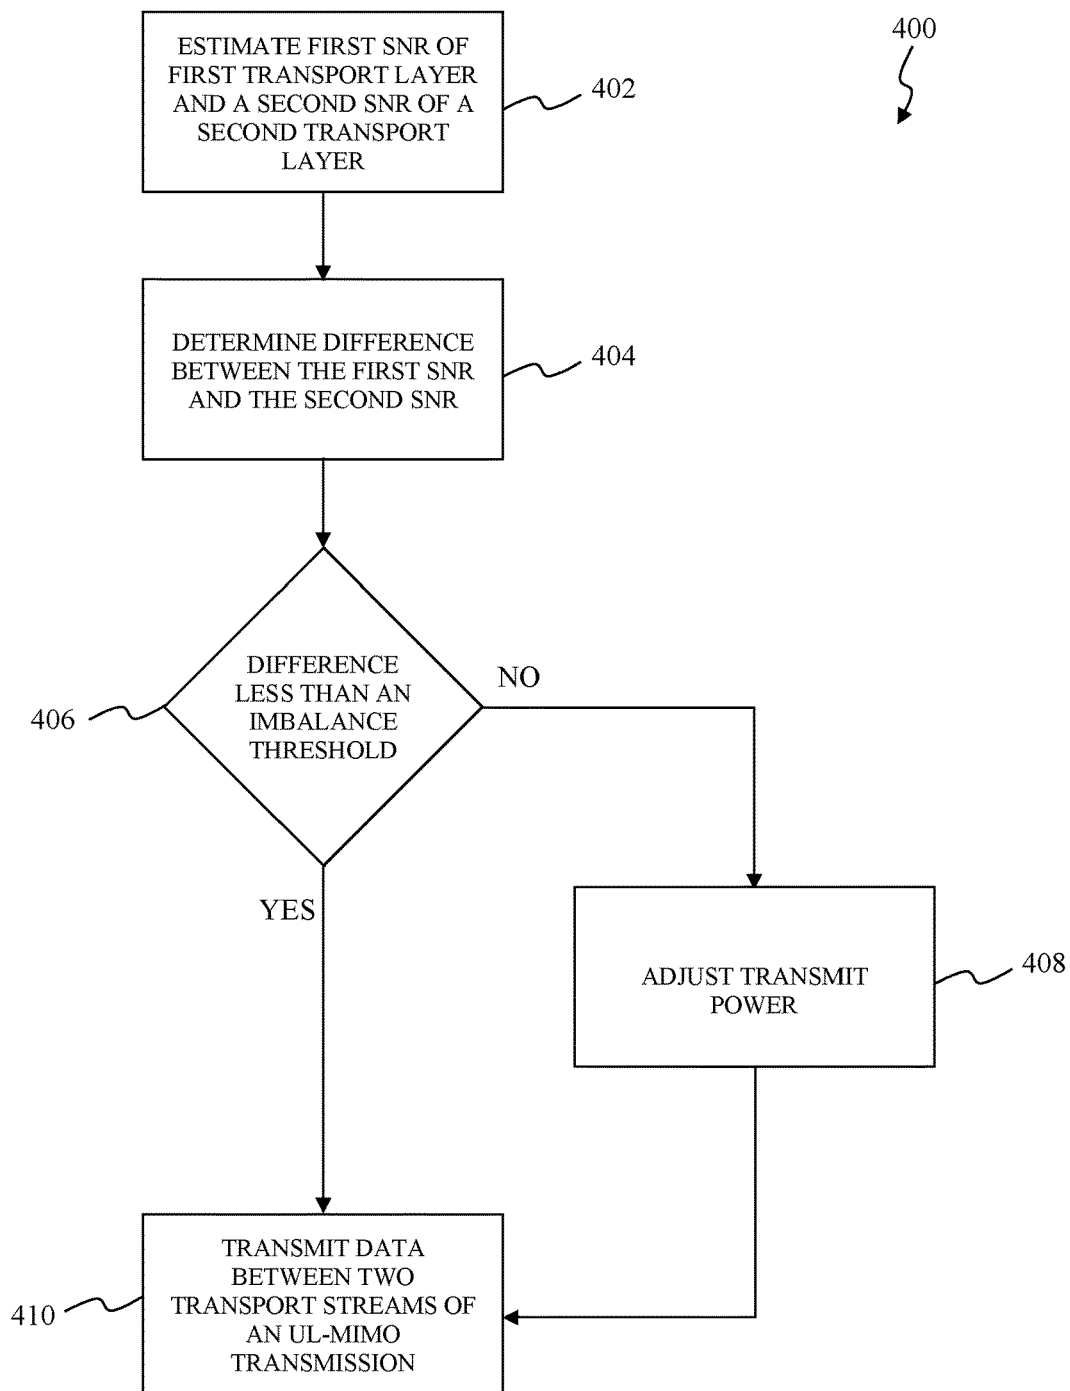 ESTIMATE FIRST SNR OF
FIRST TRANSPORT LAYER
AND A SECOND SNR OF A
SECOND TRANSPORT
LAYER
402
400
DETERMINE DIFFERENCE
BETWEEN THE FIRST SNR
AND THE SECOND SNR
404
DIFFERENCE
LESS THAN AN
IMBALANCE
THRESHOLD
406
NO
YES
ADJUST TRANSMIT
POWER
408
TRANSMIT DATA
BETWEEN TWO
TRANSPORT STREAMS OF
AN UL-MIMO
TRANSMISSION
410